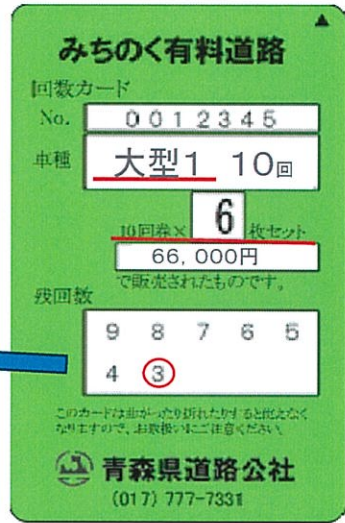 みちのく有料道路
回数カード
No. 0012345
車種 大型1 10回
10回券× 6 枚セット
66,000円
で販売されたものです。
残回数
9 8 7 6 5
4 3
このカードは曲がったり折れたりすると使えなく
なりますので、お取扱いにご注意ください。
青森県道路公社
(017) 777-7331